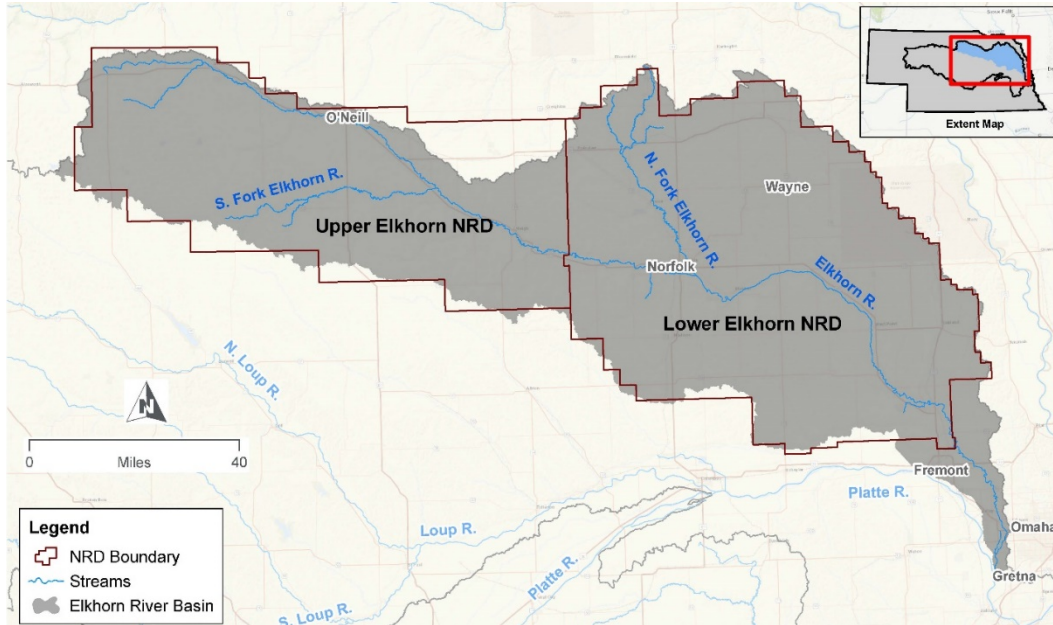 Extent Map
O'Neill
S. Fork Elkhorn R.
Upper Elkhorn NRD
N. Fork Elkhorn R.
Wayne
Norfolk
Elkhorn R.
Lower Elkhorn NRD
N. Loup R.
N
0 40
Miles
Fremont
Platte R.
Loup R.
Platte R.
S. Loup R.
Omaha
Gretna
Legend
NRD Boundary
Streams
Elkhorn River Basin